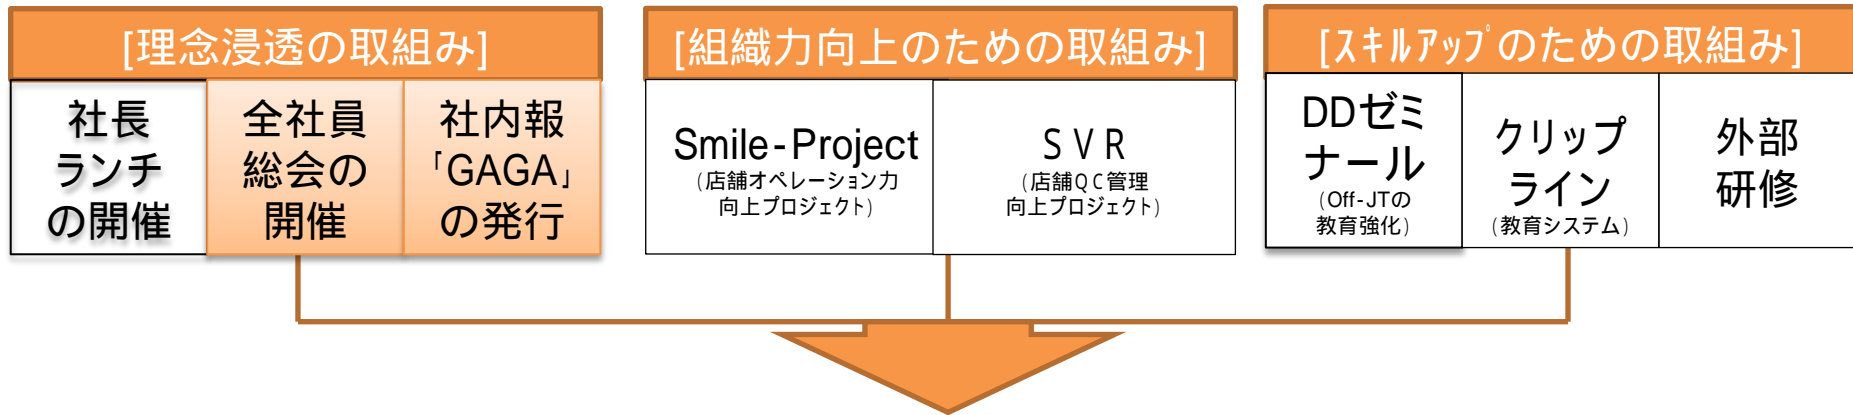 [理念浸透の取組み]
社長
ランチ
の開催
全社員
総会の
開催
社内報
「GAGA」
の発行
[組織力向上のための取組み]
Smile-Project
(店舗オペレーション力
向上プロジェクト)
ＳＶＲ
(店舗ＱＣ管理
向上プロジェクト)
[ｽｷﾙｱｯﾌﾟのための取組み]
DDゼミ
ナール
(Off-JTの
教育強化)
クリップ
ライン
(教育システム)
外部
研修